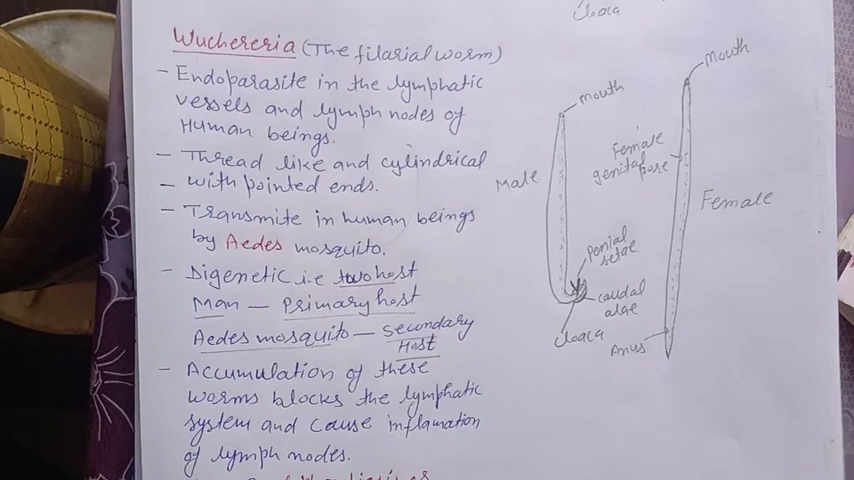 Cloaca
Wuchereria (The filarial worm)
- Endoparasite in the lymphatic
vessels and lymph nodes of
Human beings.
- Thread like and cylindrical
- with pointed ends.
- Transmite in human beings
by Aedes mosquito.
- Digenetic i.e two host
Man — Primary host
Aedes mosquito — Secondary
Host
- Accumulation of these
worms blocks the lymphatic
system and cause inflamation
of lymph nodes.
mouth
Male
Penial
setae
caudal
alae
Cloaca
mouth
Female
genital pore
Female
Anus